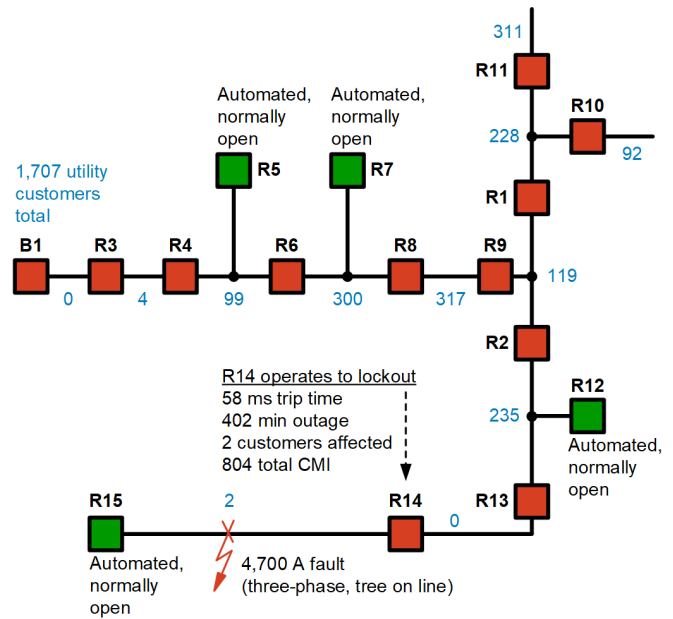 311
R11
R10
228
92
Automated,
normally
open
Automated,
normally
open
R5
R7
1,707 utility
customers
total
R1
B1
R3
R4
R6
R8
R9
0
4
99
300
317
119
R2
R14 operates to lockout
58 ms trip time
402 min outage
2 customers affected
804 total CMI
R12
235
Automated,
normally
open
R15
2
R14
R13
0
Automated,
normally
open
4,700 A fault
(three-phase, tree on line)